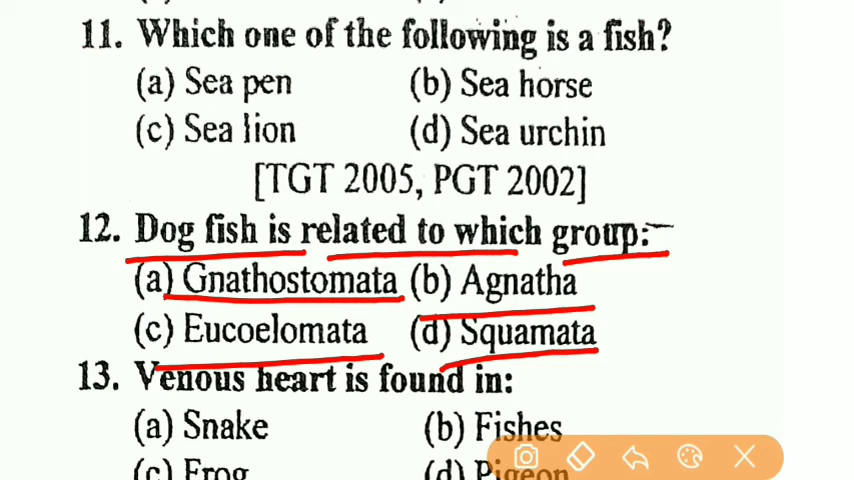 11. Which one of the following is a fish?
(a) Sea pen (b) Sea horse
(c) Sea lion (d) Sea urchin
[TGT 2005, PGT 2002]
12. Dog fish is related to which group:
(a) Gnathostomata (b) Agnatha
(c) Eucoelomata (d) Squamata
13. Venous heart is found in:
(a) Snake (b) Fishes
(c) Frog (d) Pigeon